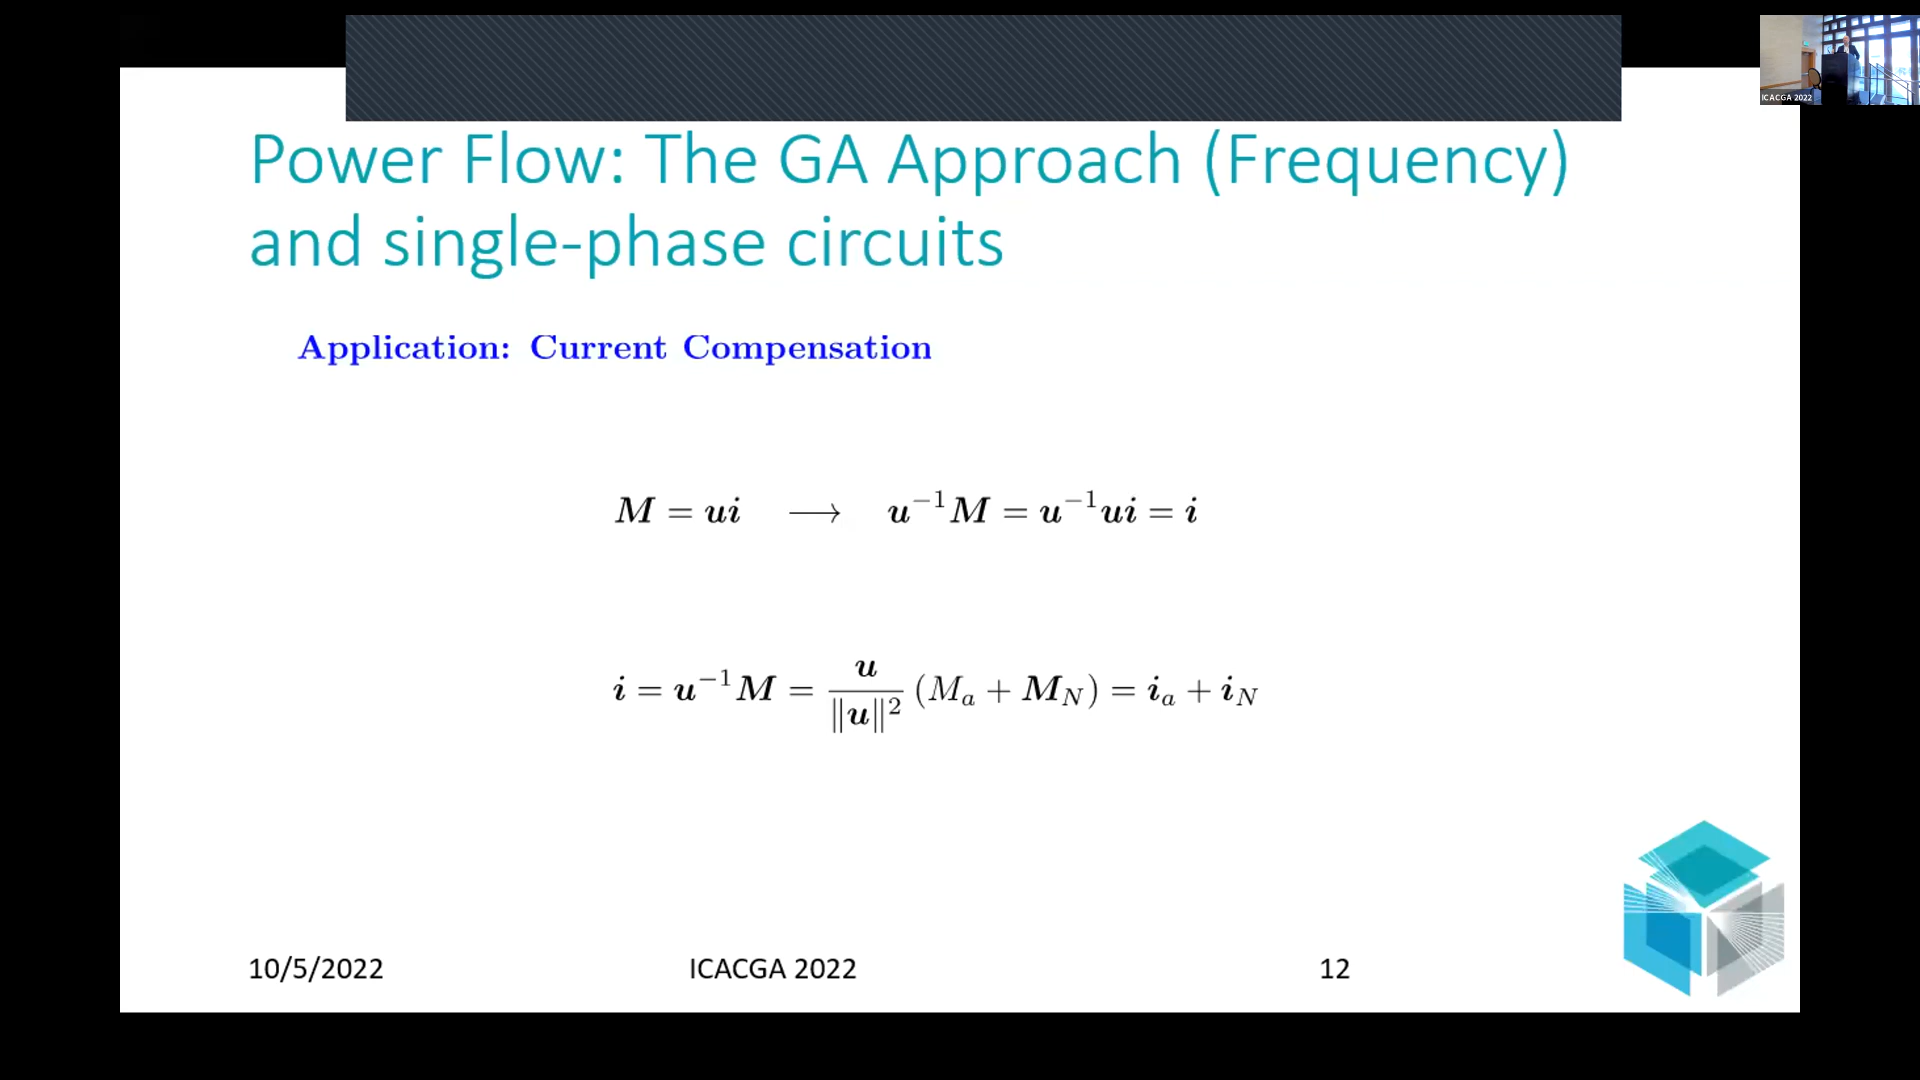 ICACGA 2022
Power Flow: The GA Approach (Frequency)
and single-phase circuits
Application: Current Compensation
M = ui ⟶ u⁻¹M = u⁻¹ui = i
i = u⁻¹M = u / ‖u‖² (Mₐ + M_N) = iₐ + i_N
10/5/2022 ICACGA 2022 12